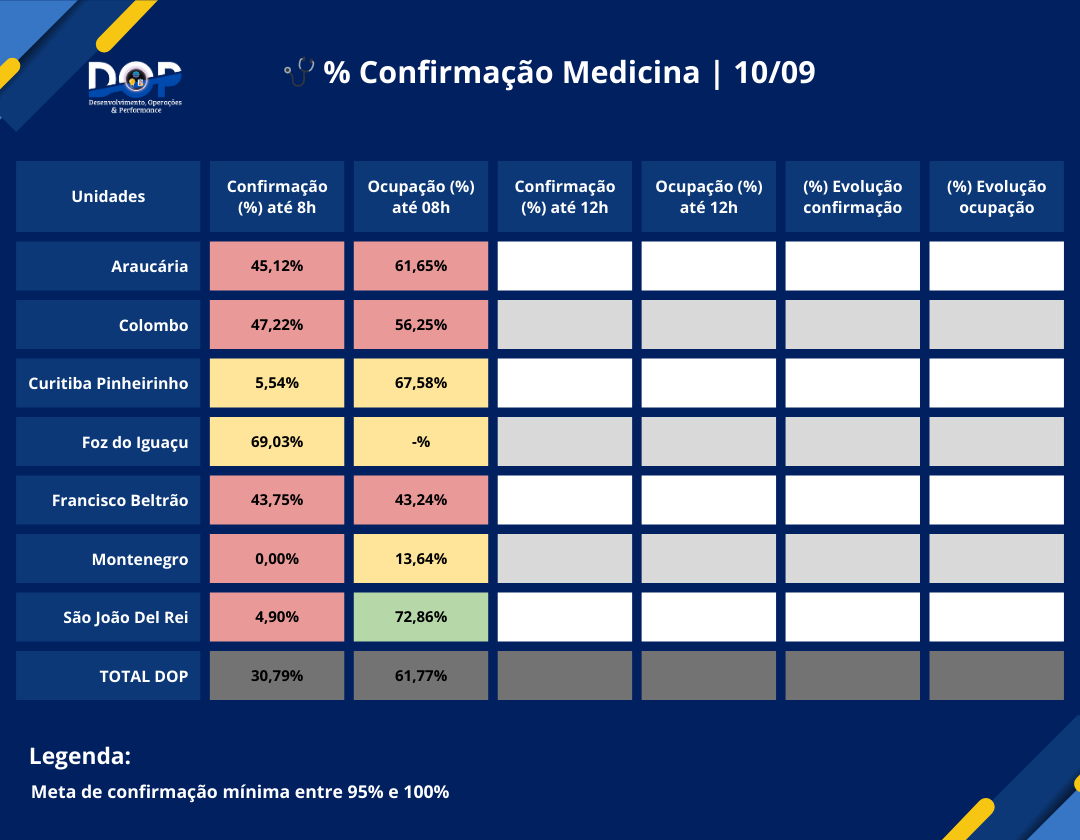 DOP
Desenvolvimento, Operações
& Performance
% Confirmação Medicina | 10/09
Unidades
Confirmação
(%) até 8h
Ocupação (%)
até 08h
Confirmação
(%) até 12h
Ocupação (%)
até 12h
(%) Evolução
confirmação
(%) Evolução
ocupação
Araucária 45,12% 61,65%
Colombo 47,22% 56,25%
Curitiba Pinheirinho 5,54% 67,58%
Foz do Iguaçu 69,03% -%
Francisco Beltrão 43,75% 43,24%
Montenegro 0,00% 13,64%
São João Del Rei 4,90% 72,86%
TOTAL DOP 30,79% 61,77%
Legenda:
Meta de confirmação mínima entre 95% e 100%